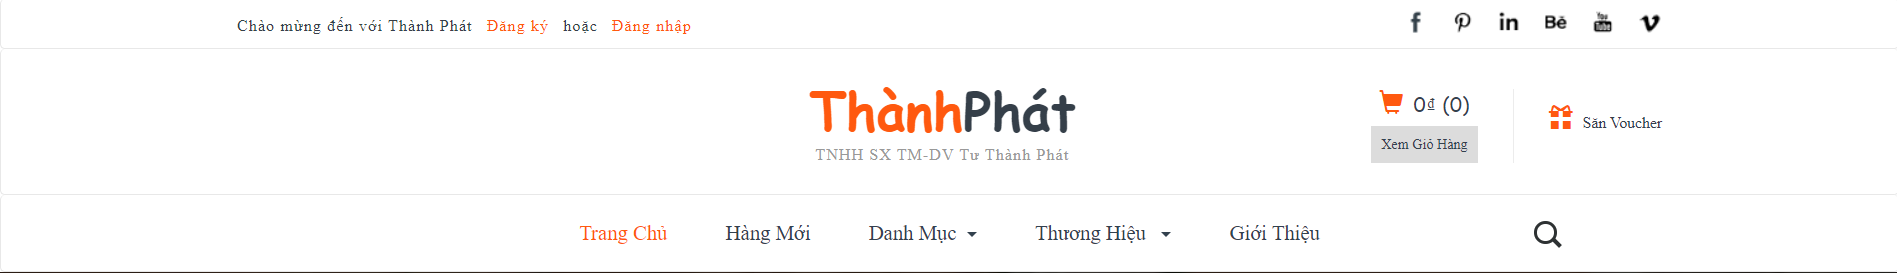 Chào mừng đến với Thành Phát Đăng ký hoặc Đăng nhập
ThànhPhát
TNHH SX TM-DV Tư Thành Phát
0₫ (0)
Xem Giỏ Hàng
Săn Voucher
Trang Chủ Hàng Mới Danh Mục Thương Hiệu Giới Thiệu